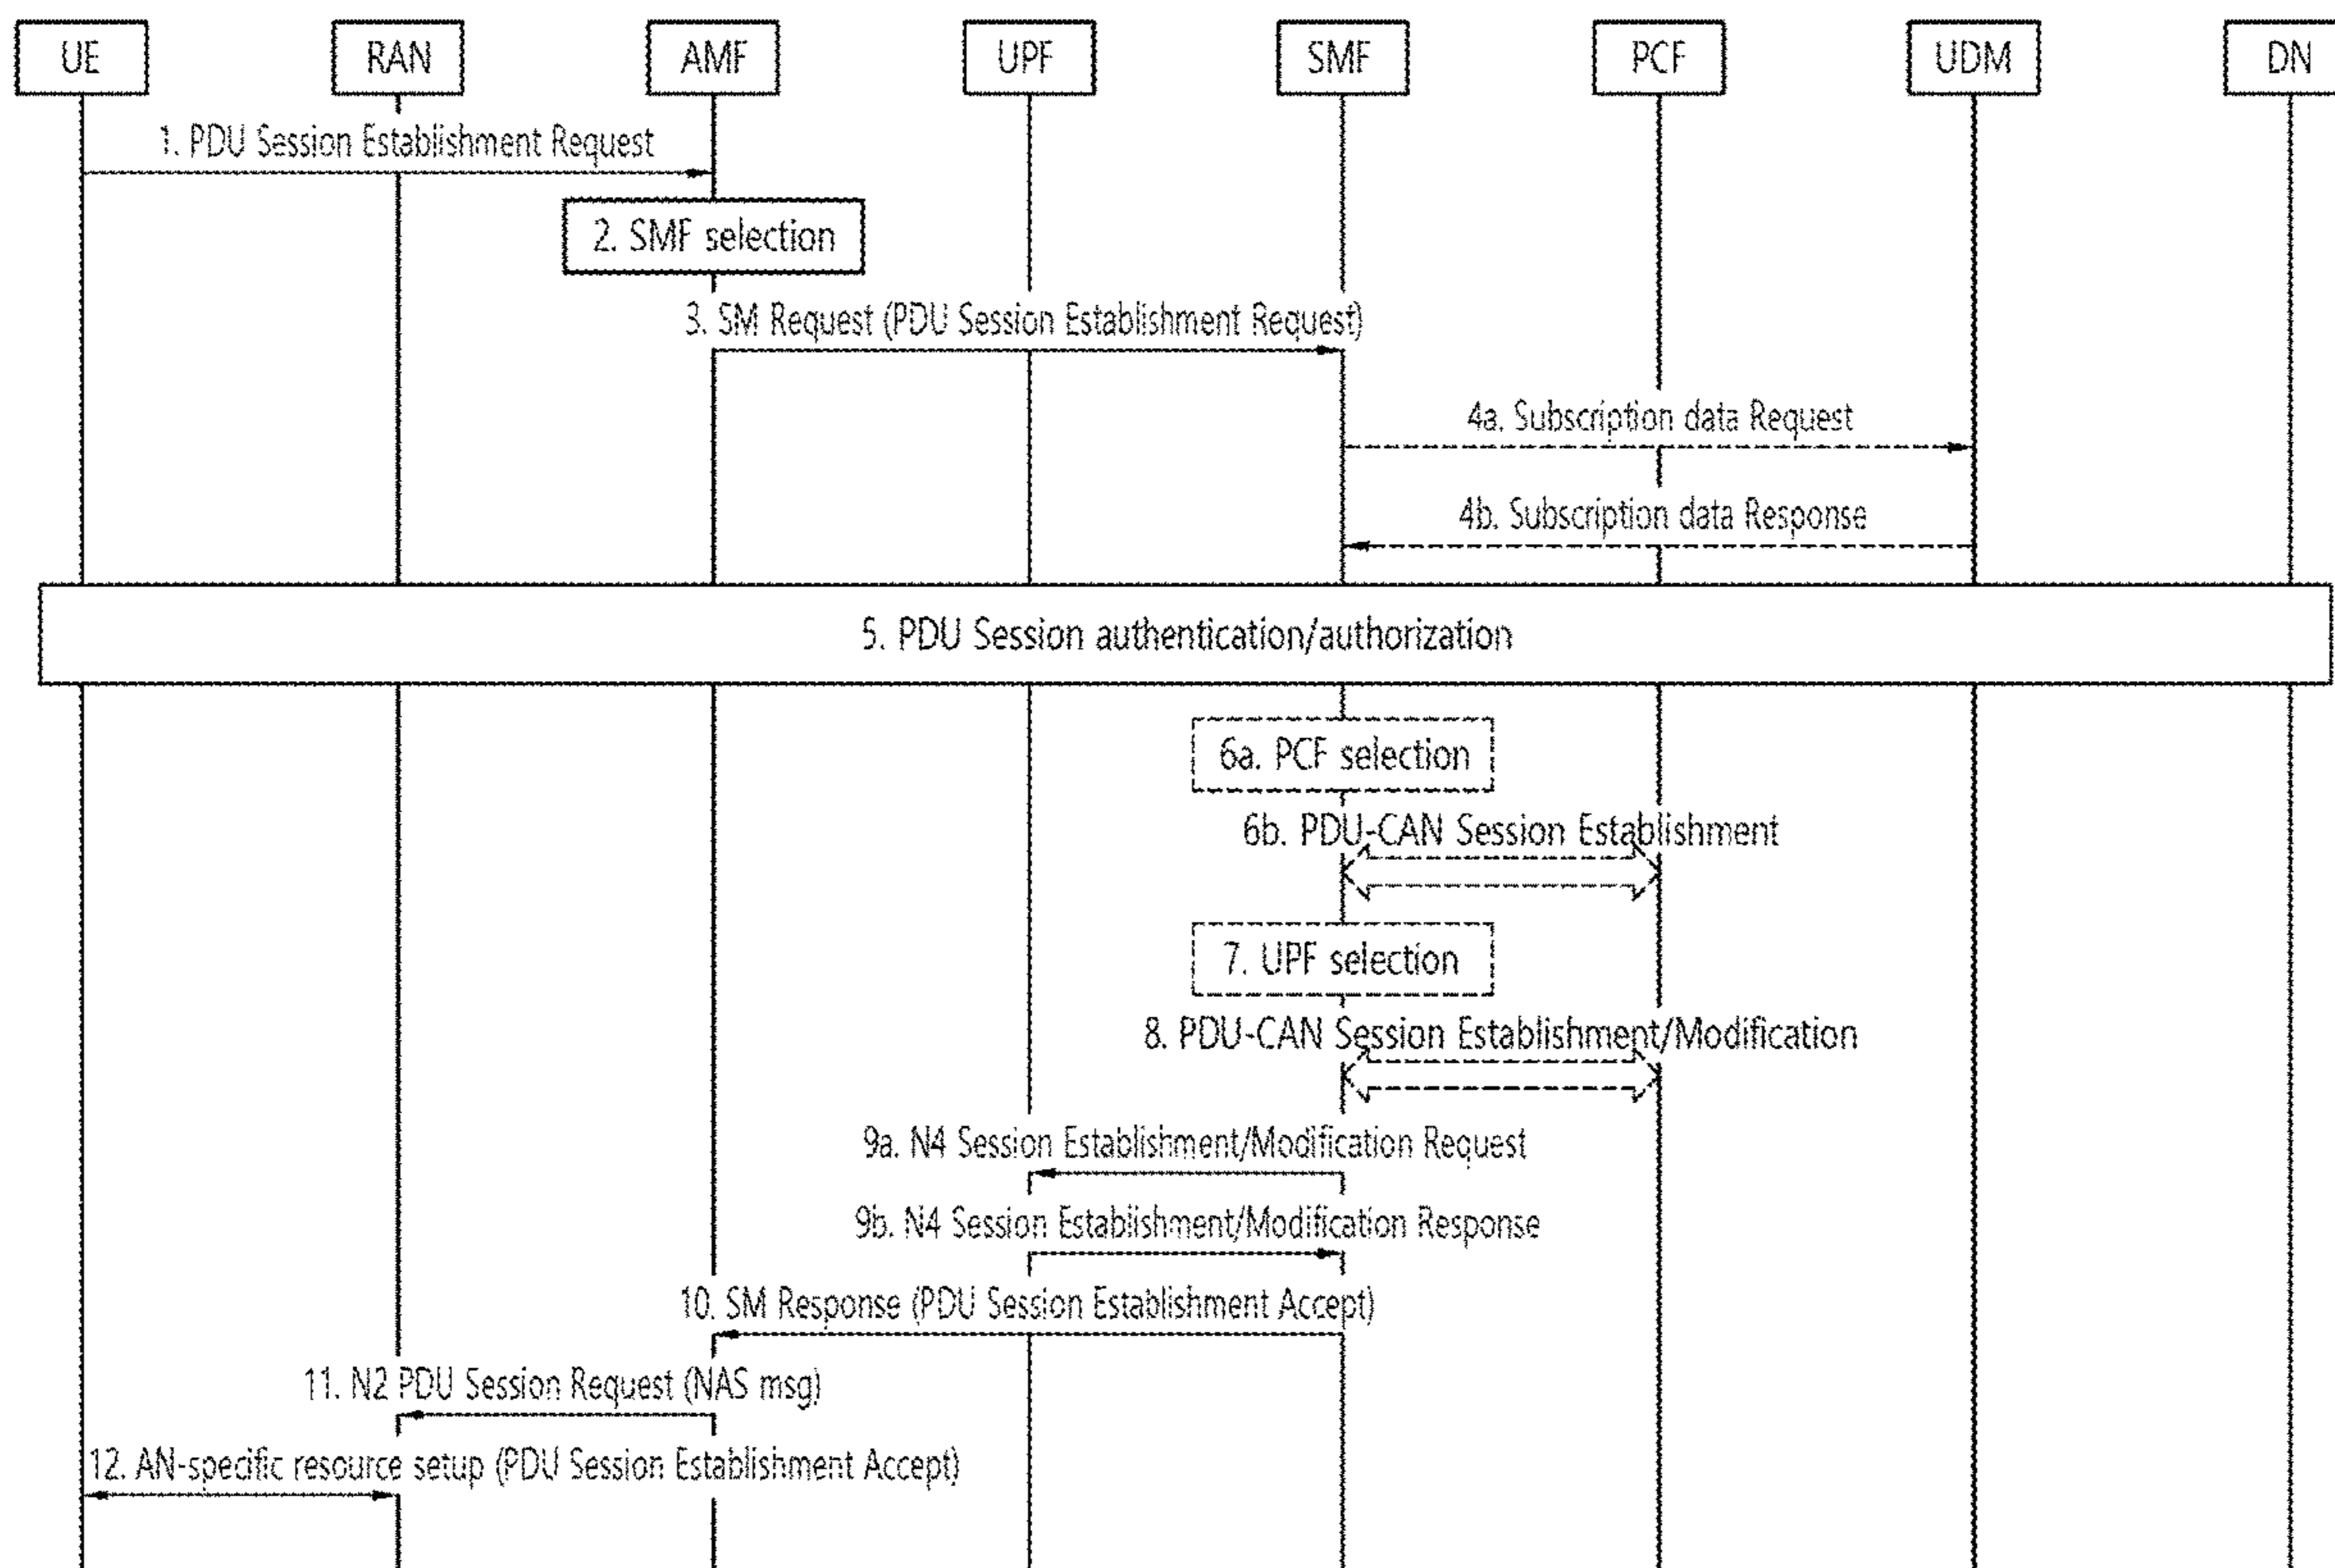 UE
RAN
AMF
UPF
SMF
PCF
UDM
DN
1. PDU Session Establishment Request
2. SMF selection
3. SM Request (PDU Session Establishment Request)
4a. Subscription data Request
4b. Subscription data Response
5. PDU Session authentication/authorization
6a. PCF selection
6b. PDU-CAN Session Establishment
7. UPF selection
8. PDU-CAN Session Establishment/Modification
9a. N4 Session Establishment/Modification Request
9b. N4 Session Establishment/Modification Response
10. SM Response (PDU Session Establishment Accept)
11. N2 PDU Session Request (NAS msg)
12. AN-specific resource setup (PDU Session Establishment Accept)